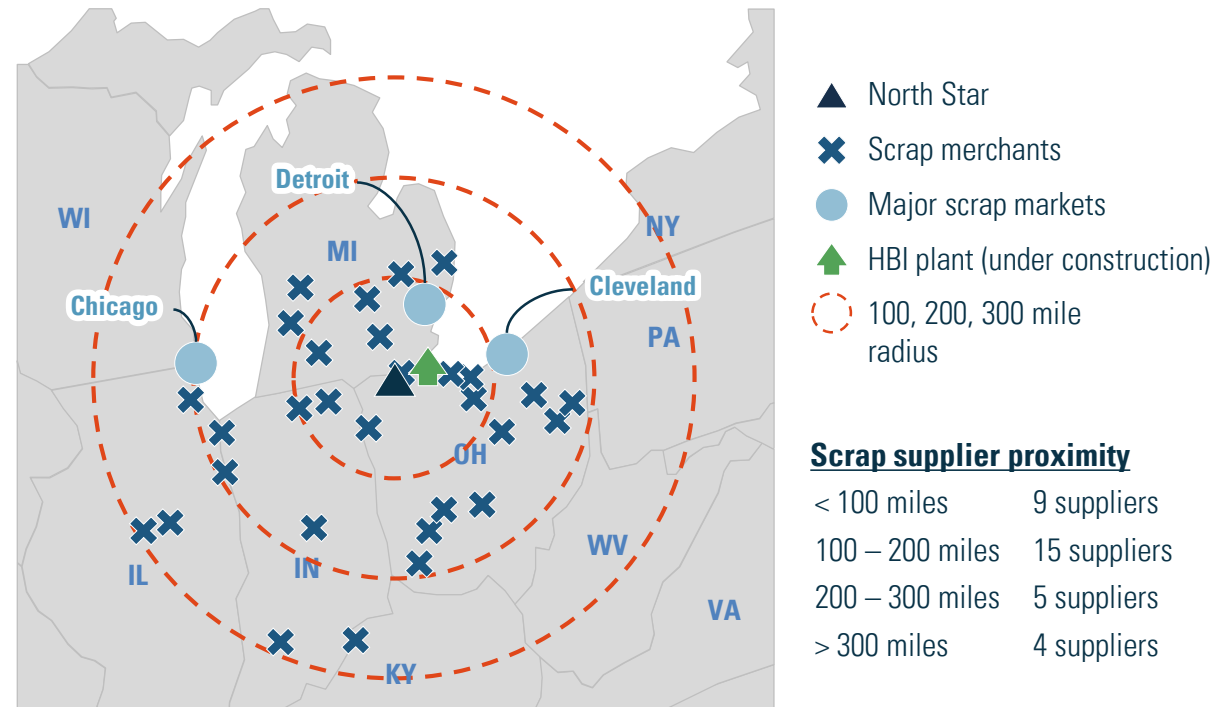 Detroit
WI
NY
MI
Chicago
Cleveland
PA
OH
WV
IL
IN
VA
KY
North Star
Scrap merchants
Major scrap markets
HBI plant (under construction)
100, 200, 300 mile
radius
Scrap supplier proximity
< 100 miles 9 suppliers
100 – 200 miles 15 suppliers
200 – 300 miles 5 suppliers
> 300 miles 4 suppliers